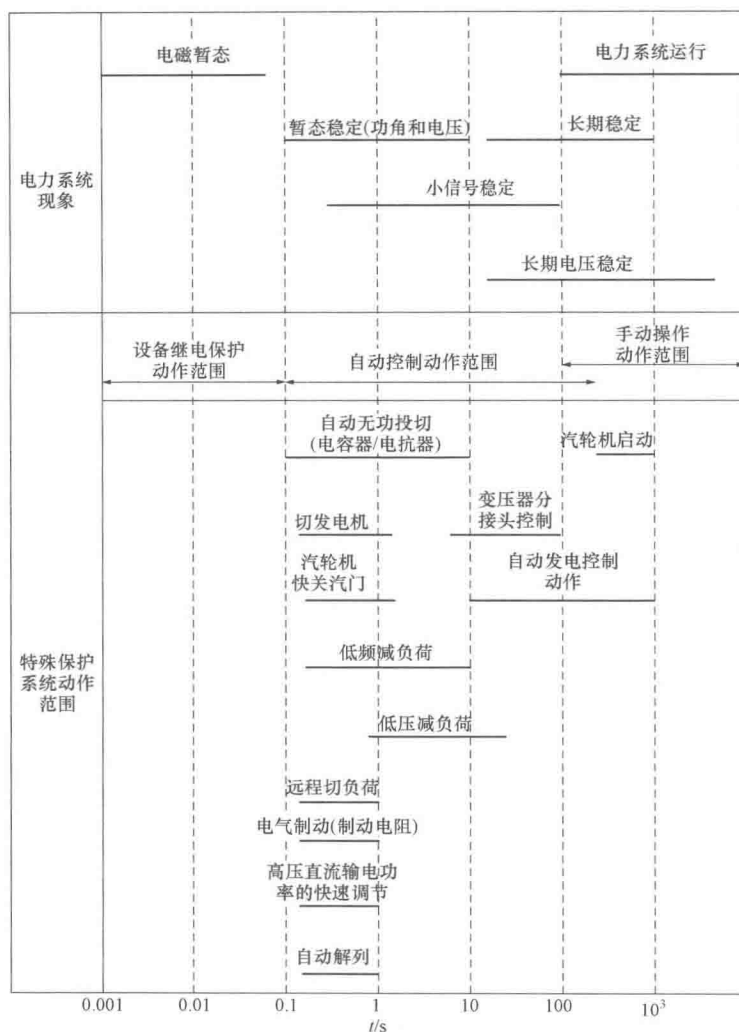 电磁暂态
电力系统运行
暂态稳定(功角和电压)
长期稳定
电力系统
现象
小信号稳定
长期电压稳定
设备继电保护
动作范围
自动控制动作范围
手动操作
动作范围
自动无功投切
(电容器/电抗器)
汽轮机启动
切发电机
变压器分
接头控制
汽轮机
快关汽门
自动发电控制
动作
特殊保护
系统动作
范围
低频减负荷
低压减负荷
远程切负荷
电气制动(制动电阻)
高压直流输电功
率的快速调节
自动解列
0.001 0.01 0.1 1 10 100 10³
t/s